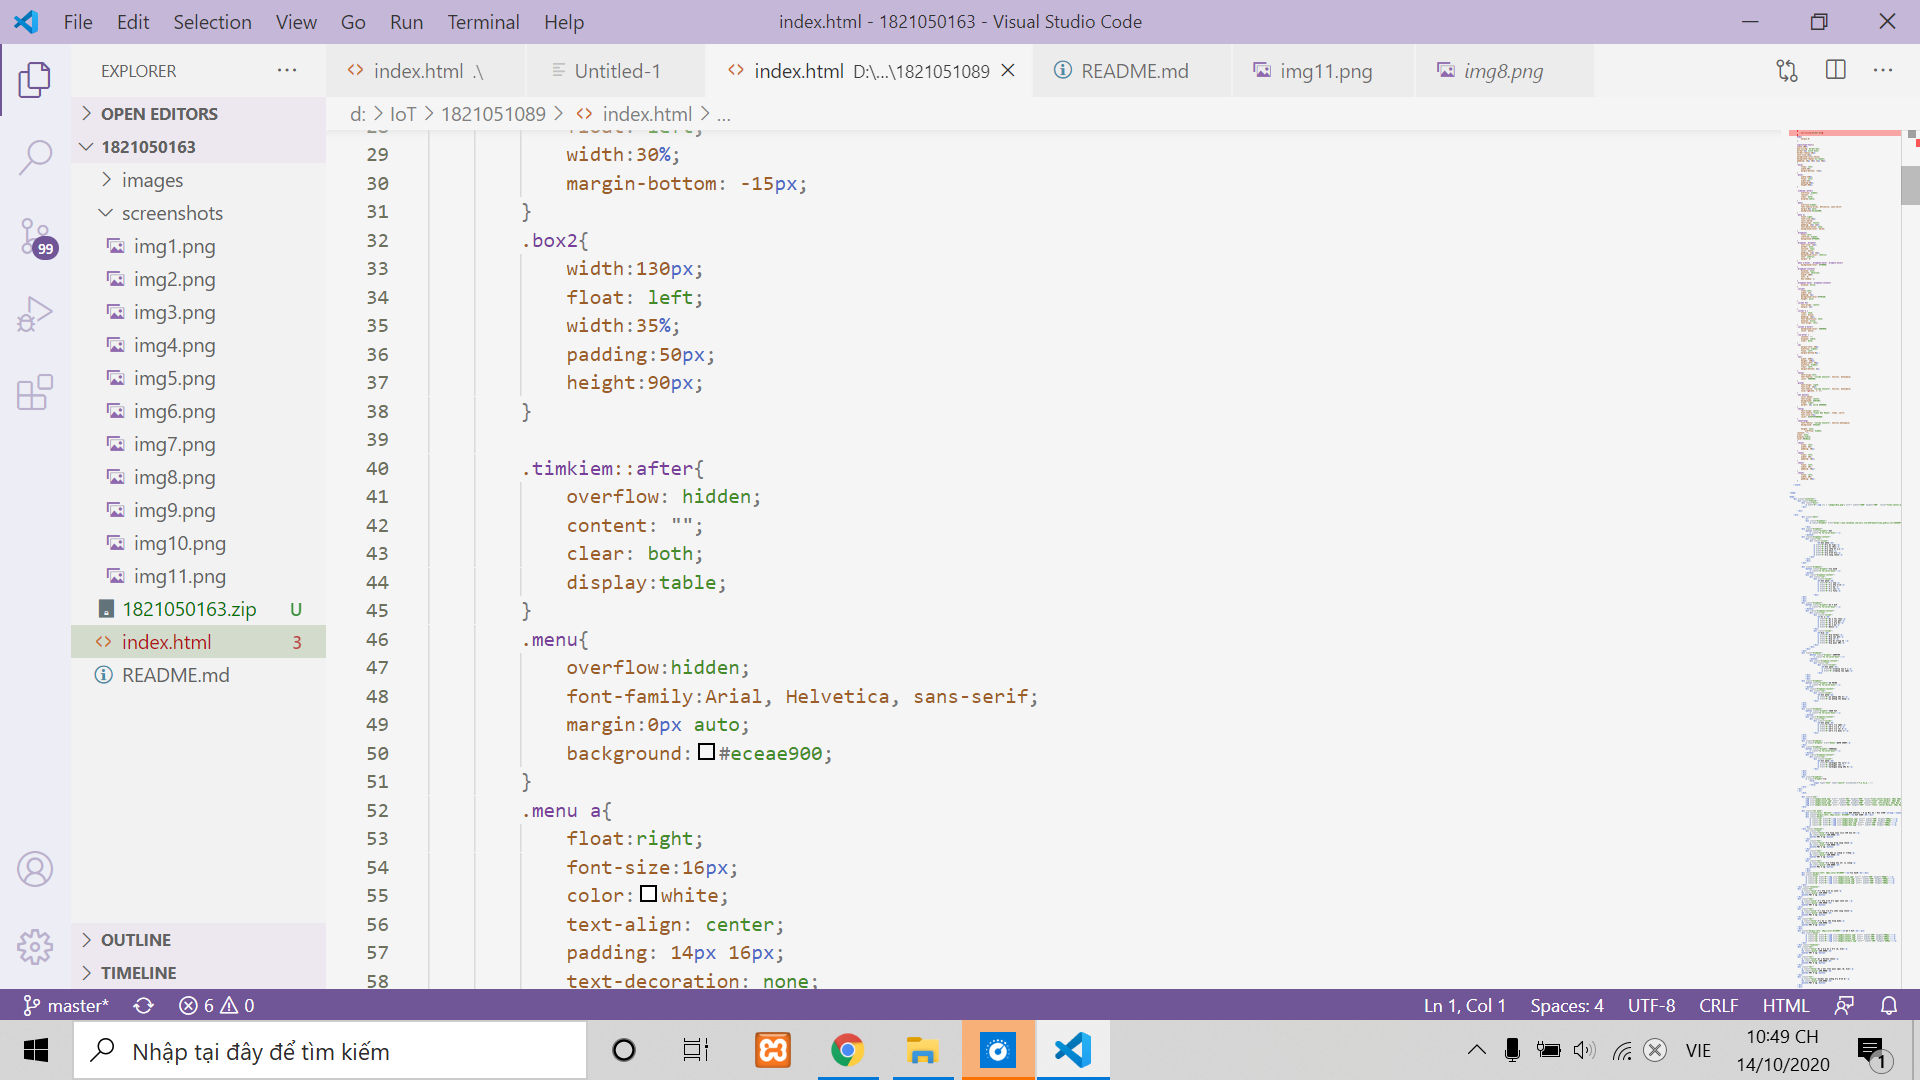 File Edit Selection View Go Run Terminal Help
index.html - 1821050163 - Visual Studio Code
EXPLORER
index.html .\
Untitled-1
index.html D:\...\1821051089
README.md
img11.png
img8.png
OPEN EDITORS
d: > IoT > 1821051089 > index.html > ...
1821050163
images
screenshots
img1.png
img2.png
img3.png
img4.png
img5.png
img6.png
img7.png
img8.png
img9.png
img10.png
img11.png
1821050163.zip U
index.html 3
README.md
OUTLINE
TIMELINE
99
28 float: left;
29 width:30%;
30 margin-bottom: -15px;
31 }
32 .box2{
33 width:130px;
34 float: left;
35 width:35%;
36 padding:50px;
37 height:90px;
38 }
39
40 .timkiem::after{
41 overflow: hidden;
42 content: "";
43 clear: both;
44 display:table;
45 }
46 .menu{
47 overflow:hidden;
48 font-family:Arial, Helvetica, sans-serif;
49 margin:0px auto;
50 background:#eceae900;
51 }
52 .menu a{
53 float:right;
54 font-size:16px;
55 color:white;
56 text-align: center;
57 padding: 14px 16px;
58 text-decoration: none;
master* 6 0
Ln 1, Col 1 Spaces: 4 UTF-8 CRLF HTML
Nhập tại đây để tìm kiếm
VIE
10:49 CH
14/10/2020
1